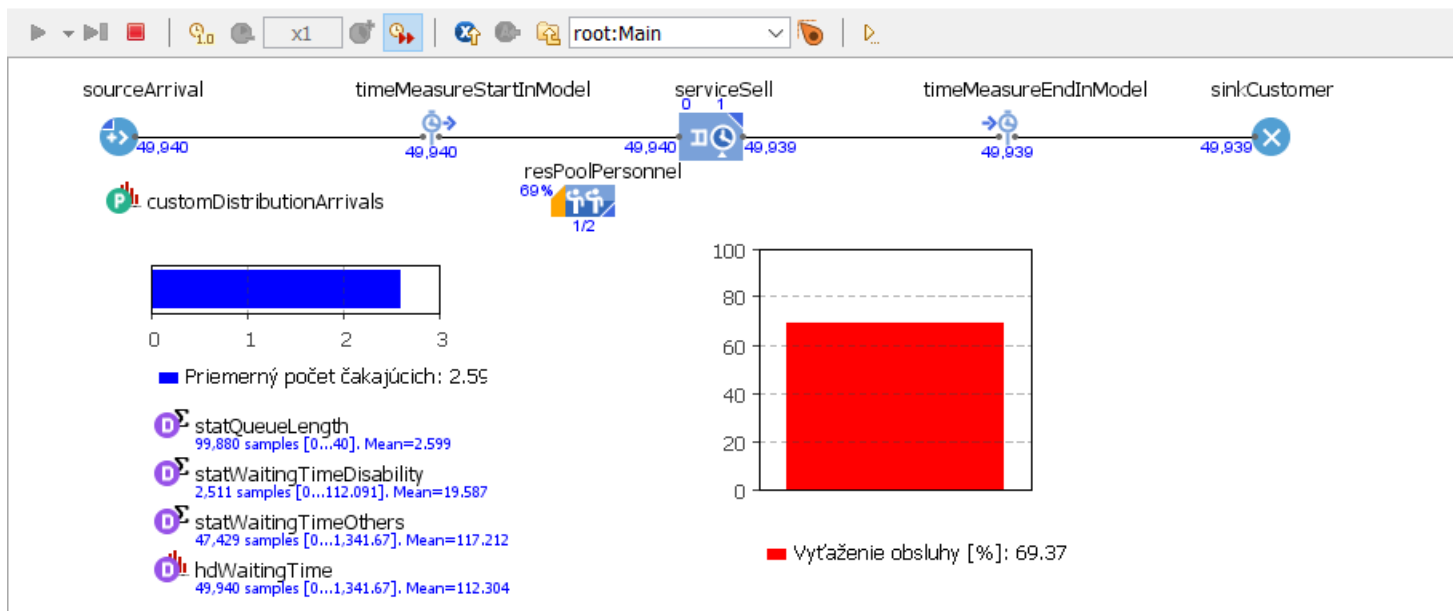 1.0 x1 root:Main
sourceArrival timeMeasureStartInModel serviceSell timeMeasureEndInModel sinkCustomer
0 1
49,940 49,940 49,940 49,939 49,939 49,939
resPoolPersonnel
69%
customDistributionArrivals
1/2
0 1 2 3
Priemerný počet čakajúcich: 2.59
statQueueLength
99,880 samples [0...40]. Mean=2.599
statWaitingTimeDisability
2,511 samples [0...112.091]. Mean=19.587
statWaitingTimeOthers
47,429 samples [0...1,341.67]. Mean=117.212
hdWaitingTime
49,940 samples [0...1,341.67]. Mean=112.304
100
80
60
40
20
0
Vyťaženie obsluhy [%]: 69.37